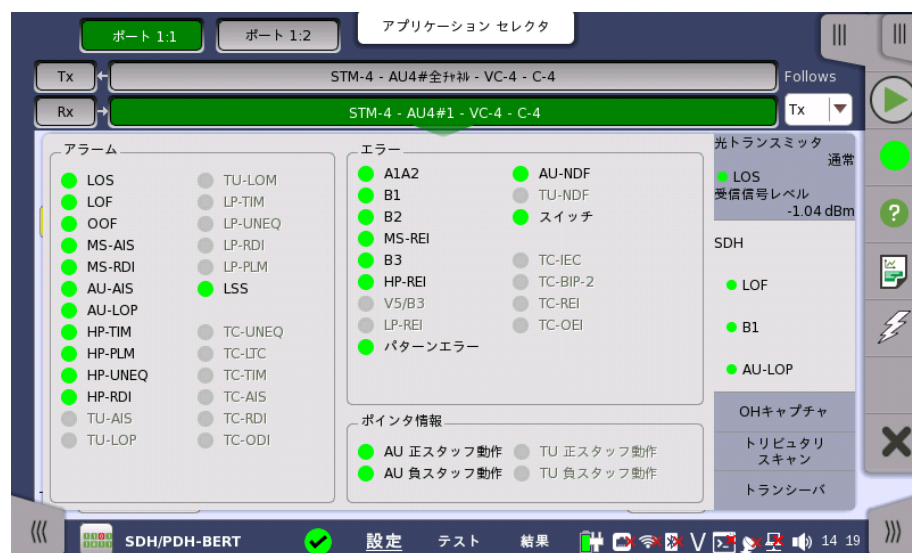 アプリケーション セレクタ
ポート 1:1
ポート 1:2
Tx
STM-4 - AU4#全ﾁｬﾈﾙ - VC-4 - C-4
Follows
Rx
STM-4 - AU4#1 - VC-4 - C-4
Tx
アラーム
LOS
LOF
OOF
MS-AIS
MS-RDI
AU-AIS
AU-LOP
HP-TIM
HP-PLM
HP-UNEQ
HP-RDI
TU-AIS
TU-LOP
TU-LOM
LP-TIM
LP-UNEQ
LP-RDI
LP-PLM
LSS
TC-UNEQ
TC-LTC
TC-TIM
TC-AIS
TC-RDI
TC-ODI
エラー
A1A2
B1
B2
MS-REI
B3
HP-REI
V5/B3
LP-REI
パターンエラー
AU-NDF
TU-NDF
スイッチ
TC-IEC
TC-BIP-2
TC-REI
TC-OEI
ポインタ情報
AU 正スタッフ動作
AU 負スタッフ動作
TU 正スタッフ動作
TU 負スタッフ動作
光トランスミッタ
通常
LOS
受信信号レベル
-1.04 dBm
SDH
LOF
B1
AU-LOP
OHキャプチャ
トリビュタリ
スキャン
トランシーバ
SDH/PDH-BERT
設定
テスト
結果
14 19